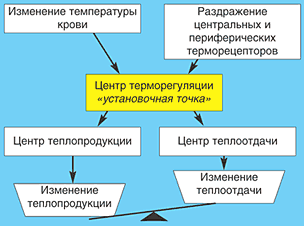 Изменение температуры
крови
Раздражение
центральных и
периферических
терморецепторов
Центр терморегуляции
«установочная точка»
Центр теплопродукции
Центр теплоотдачи
Изменение
теплопродукции
Изменение
теплоотдачи